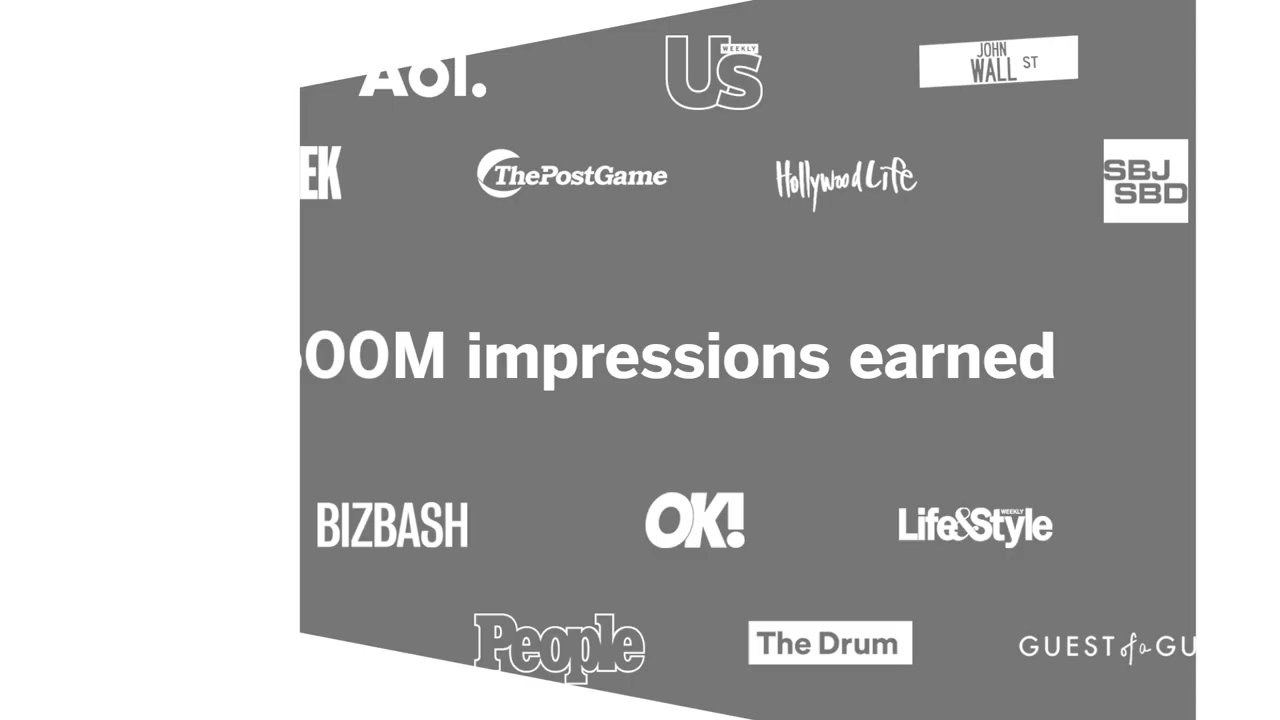 Aol.
Us WEEKLY
JOHN WALL ST
EK
ThePostGame
HollywoodLife
SBJ
SBD
00M impressions earned
BIZBASH
OK!
Life&Style WEEKLY
People
The Drum
GUEST of a GU